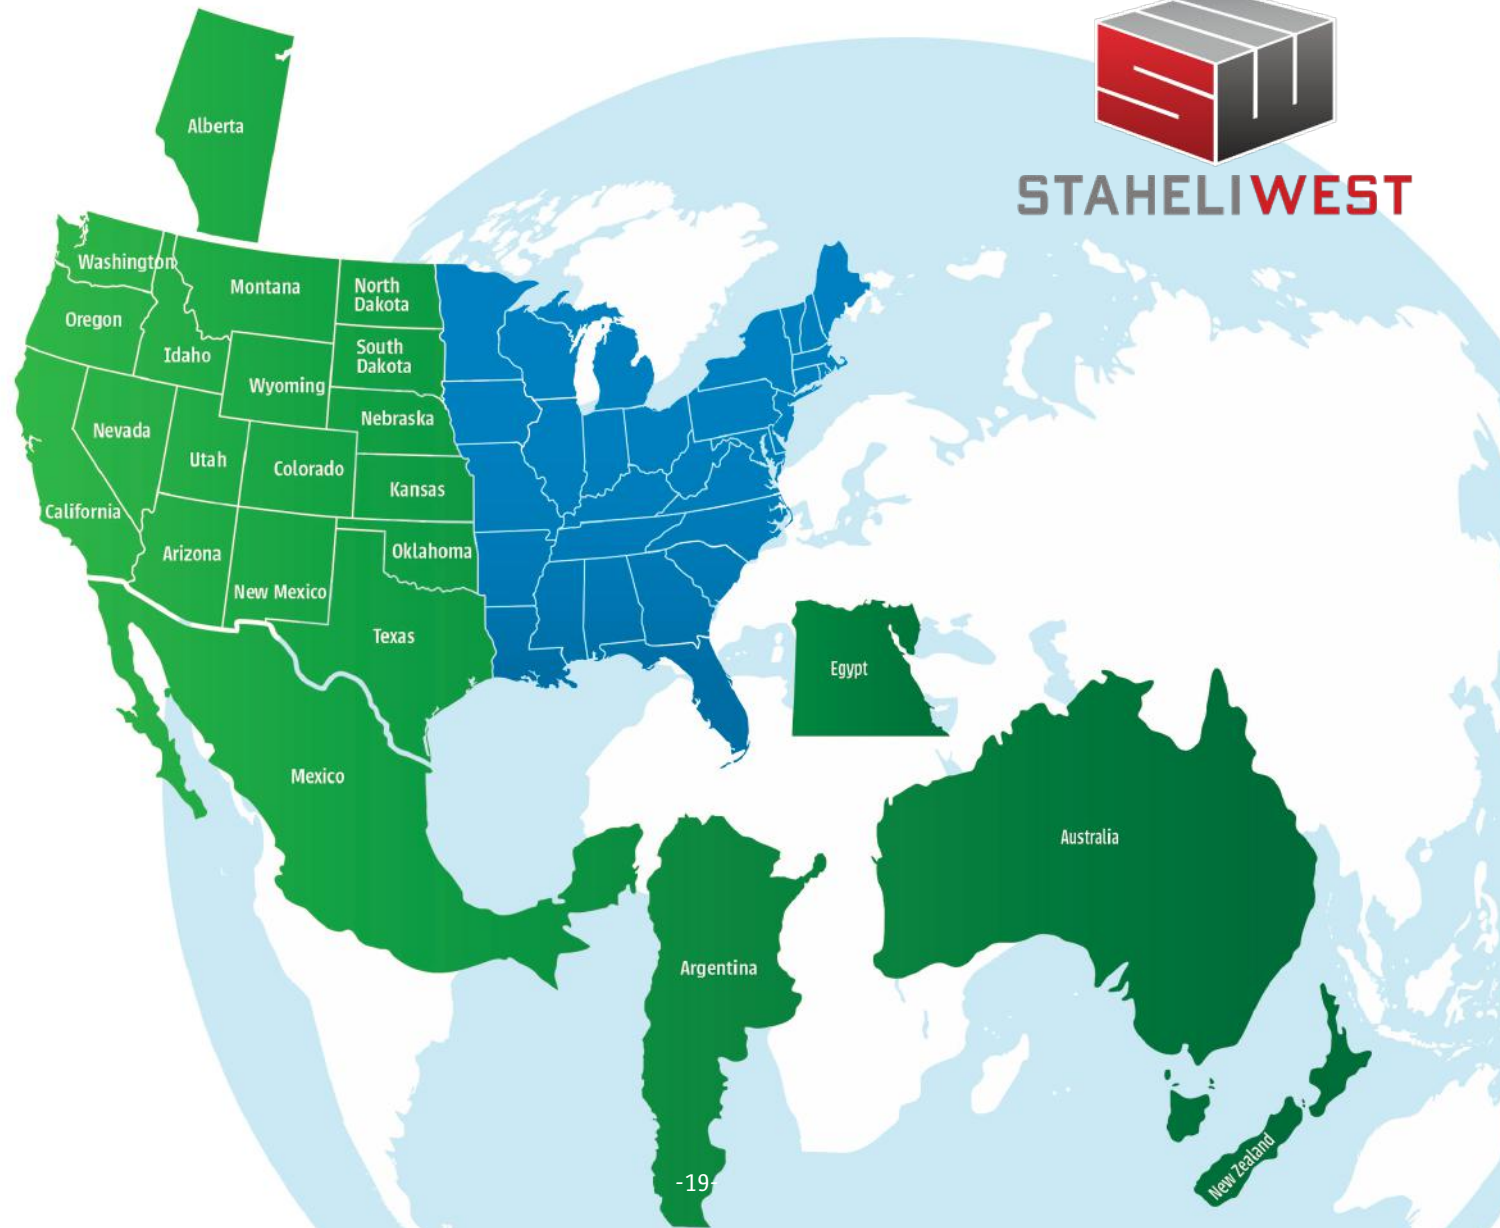 STAHELIWEST
Alberta
Washington
Montana
North
Dakota
Oregon
Idaho
South
Dakota
Wyoming
Nebraska
Nevada
Utah
Colorado
Kansas
California
Arizona
Oklahoma
New Mexico
Texas
Egypt
Mexico
Australia
Argentina
New Zealand
-19-